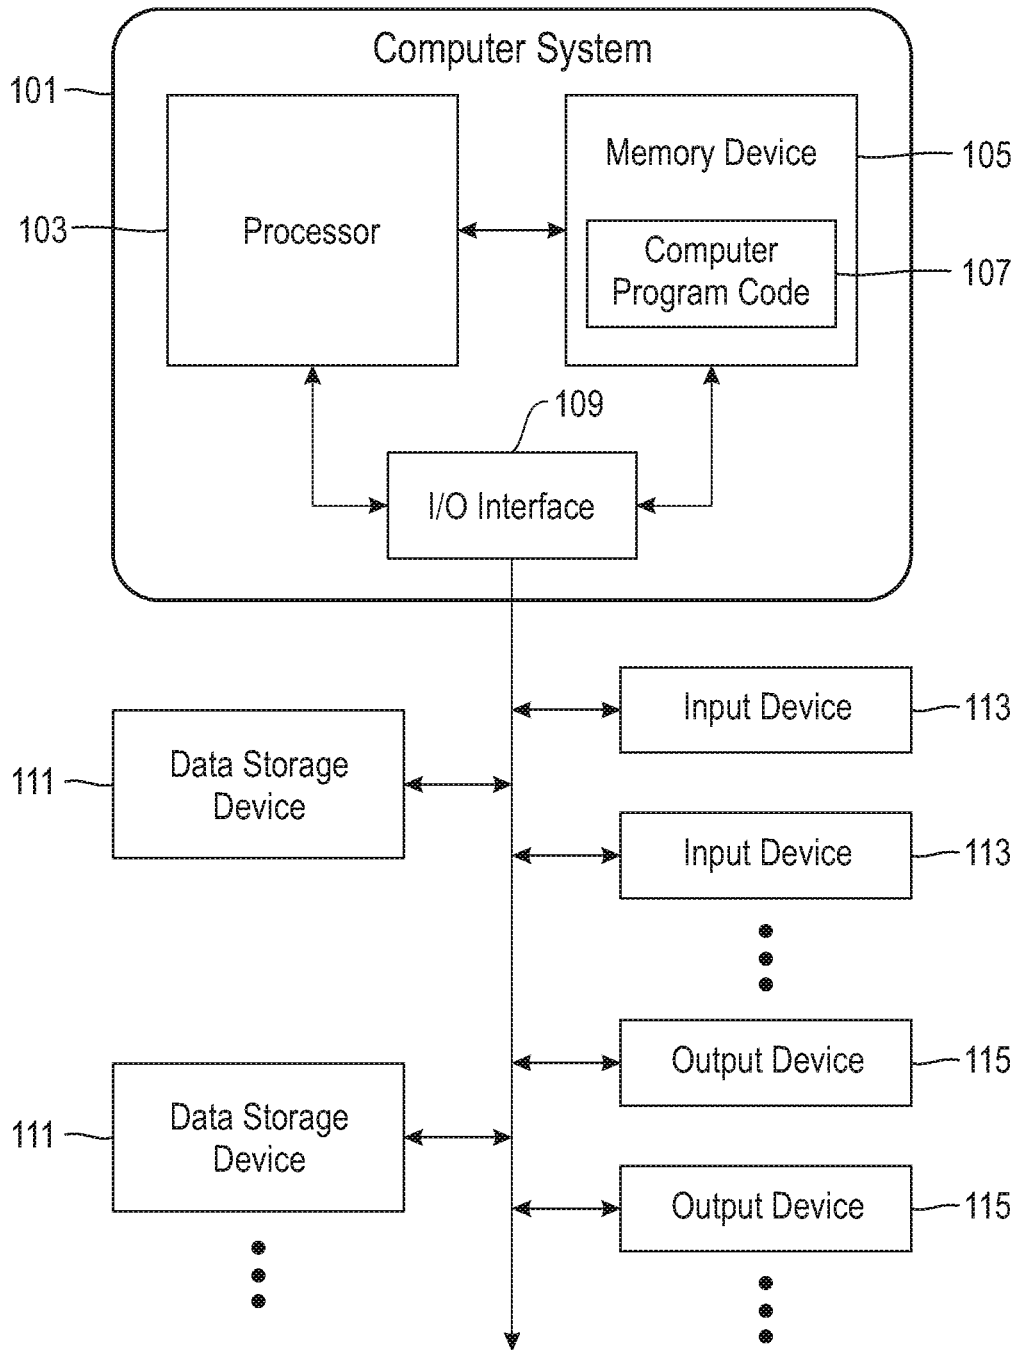 Computer System
101
103
Processor
Memory Device
105
Computer
Program Code
107
109
I/O Interface
Input Device
113
111
Data Storage
Device
Input Device
113
Output Device
115
111
Data Storage
Device
Output Device
115